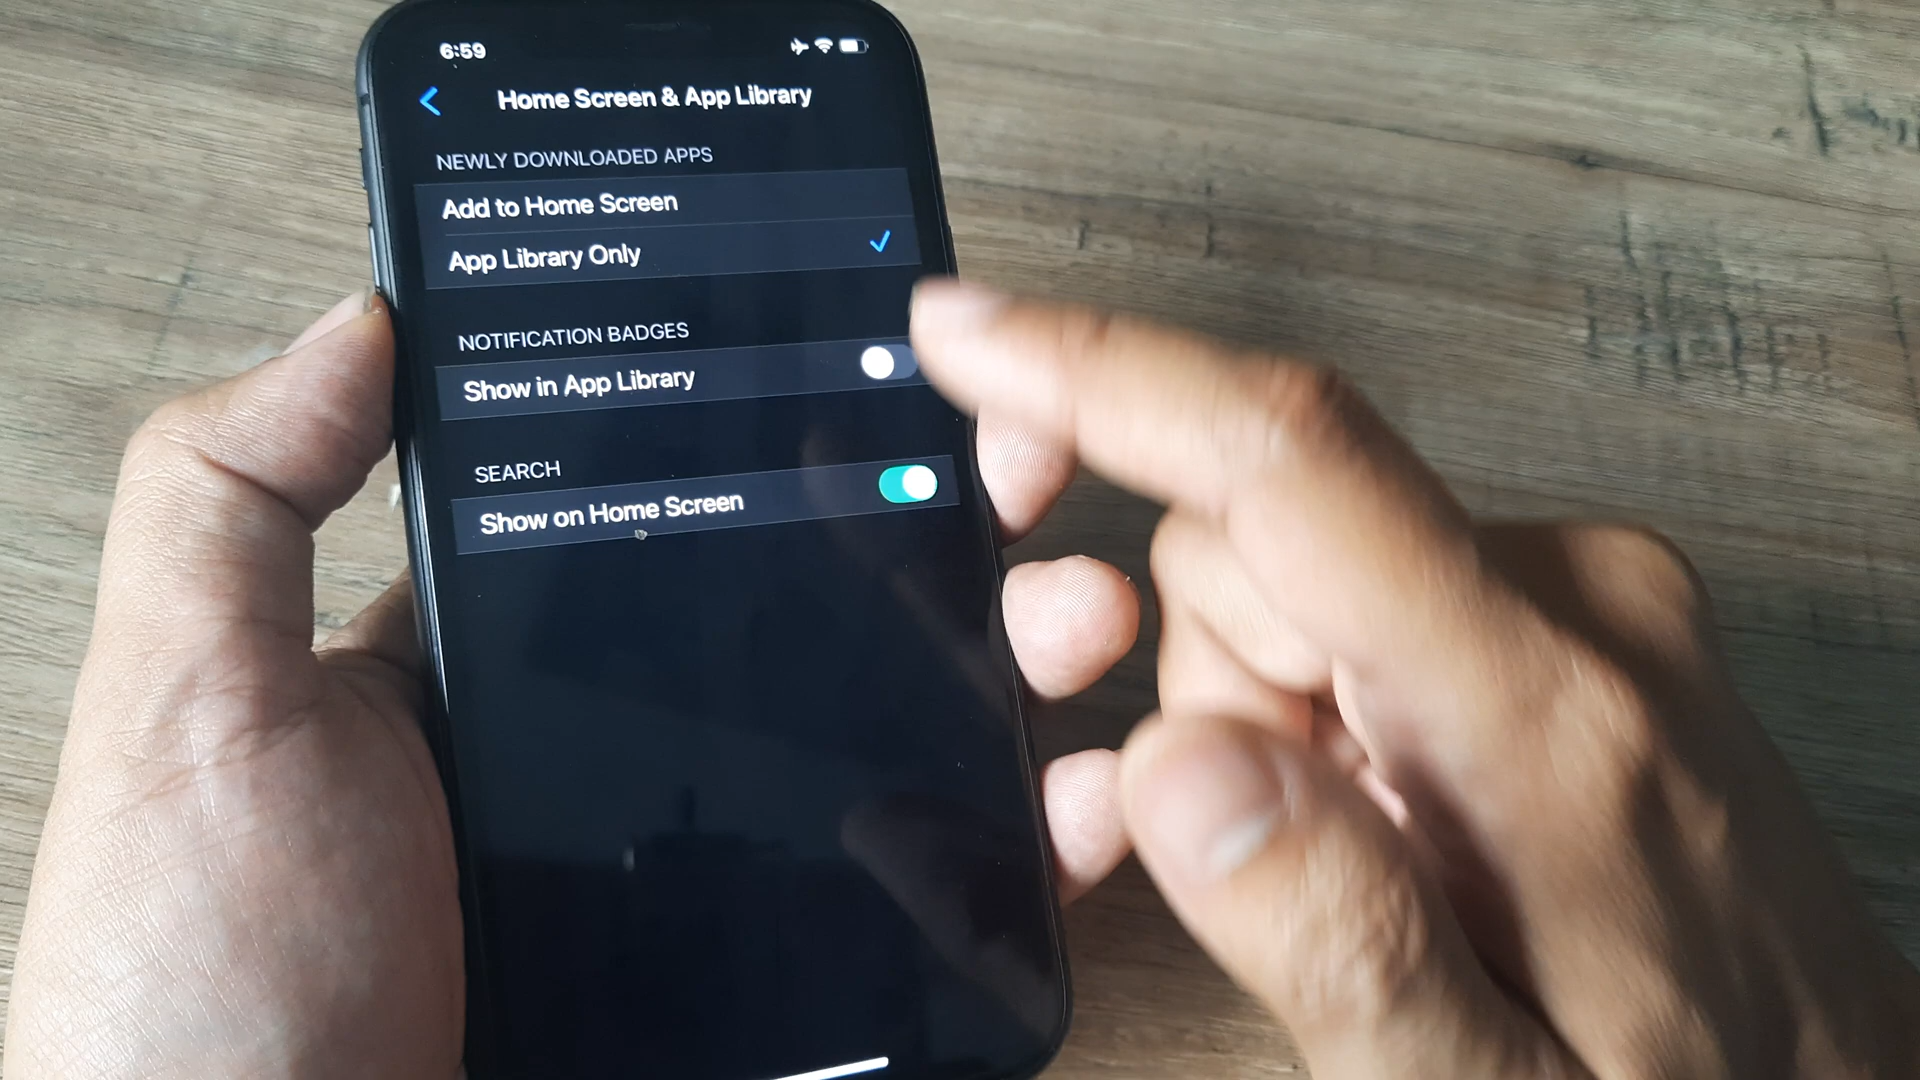 6:59
Home Screen & App Library
NEWLY DOWNLOADED APPS
Add to Home Screen
App Library Only
NOTIFICATION BADGES
Show in App Library
SEARCH
Show on Home Screen